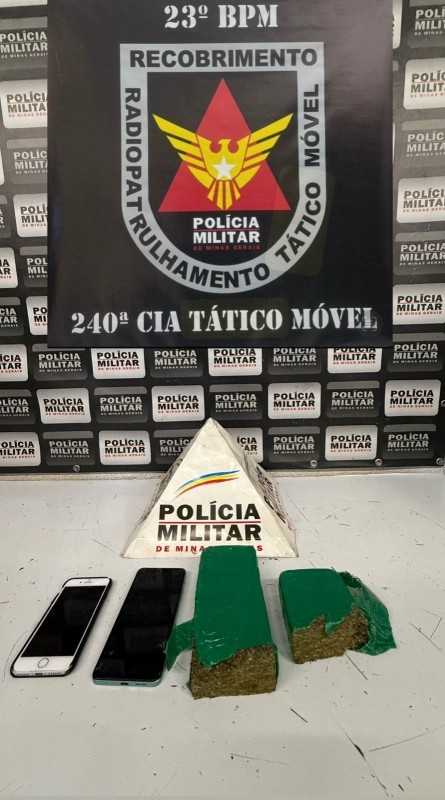 23º BPM
RECOBRIMENTO
RADIOPATRULHAMENTO TÁTICO MÓVEL
POLÍCIA
MILITAR
DE MINAS GERAIS
240ª CIA TÁTICO MÓVEL
POLÍCIA
MILITAR
DE MINAS GERAIS
POLÍCIA
MILITAR
DE MINAS GERAIS